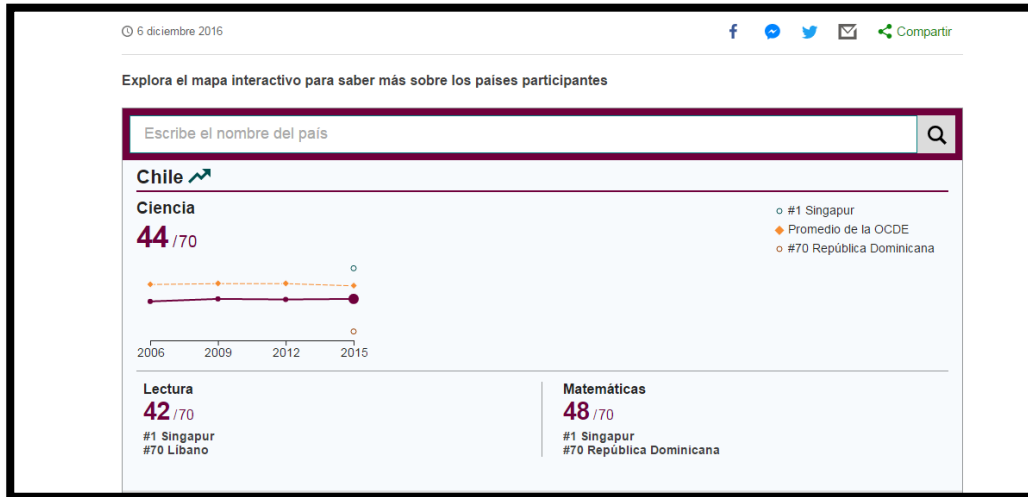 6 diciembre 2016
Compartir
Explora el mapa interactivo para saber más sobre los países participantes
Escribe el nombre del país
Chile
Ciencia
44 /70
#1 Singapur
Promedio de la OCDE
#70 República Dominicana
2006 2009 2012 2015
Lectura
42 /70
#1 Singapur
#70 Líbano
Matemáticas
48 /70
#1 Singapur
#70 República Dominicana